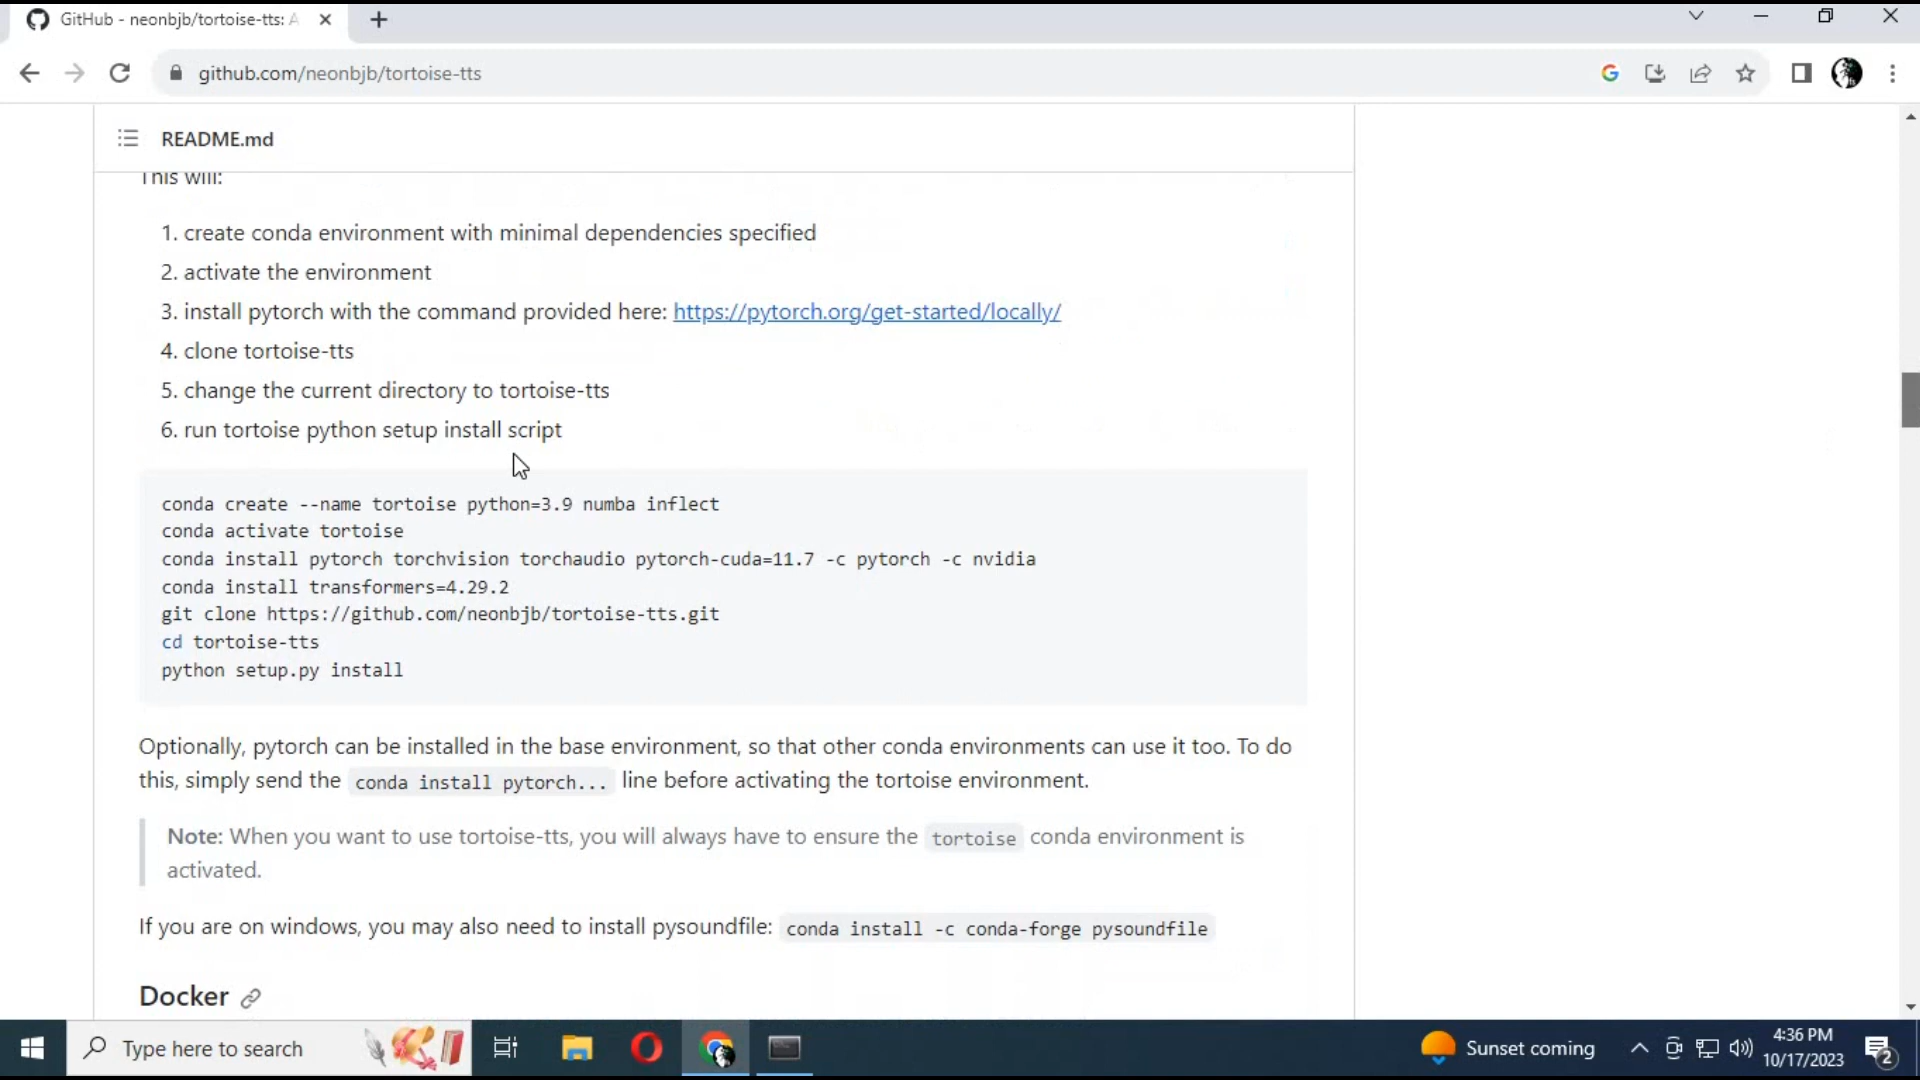 GitHub - neonbjb/tortoise-tts: A
github.com/neonbjb/tortoise-tts
README.md
This will:
1. create conda environment with minimal dependencies specified
2. activate the environment
3. install pytorch with the command provided here: https://pytorch.org/get-started/locally/
4. clone tortoise-tts
5. change the current directory to tortoise-tts
6. run tortoise python setup install script
conda create --name tortoise python=3.9 numba inflect
conda activate tortoise
conda install pytorch torchvision torchaudio pytorch-cuda=11.7 -c pytorch -c nvidia
conda install transformers=4.29.2
git clone https://github.com/neonbjb/tortoise-tts.git
cd tortoise-tts
python setup.py install
Optionally, pytorch can be installed in the base environment, so that other conda environments can use it too. To do
this, simply send the conda install pytorch... line before activating the tortoise environment.
Note: When you want to use tortoise-tts, you will always have to ensure the tortoise conda environment is
activated.
If you are on windows, you may also need to install pysoundfile: conda install -c conda-forge pysoundfile
Docker
Type here to search
Sunset coming
4:36 PM
10/17/2023
2